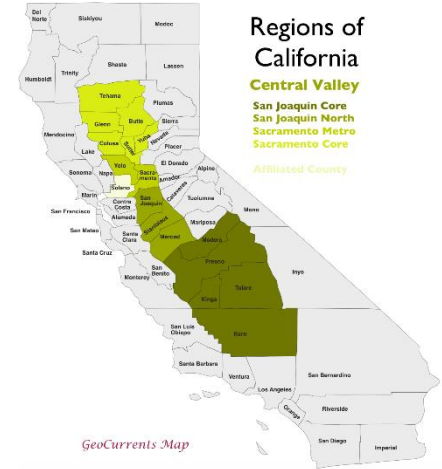 Regions of
California
Central Valley
San Joaquin Core
San Joaquin North
Sacramento Metro
Sacramento Core
Affiliated County
Del
Norte
Siskiyou
Modoc
Humboldt
Trinity
Shasta
Lassen
Tehama
Plumas
Mendocino
Glenn
Butte
Sierra
Colusa
Sutter
Yuba
Nevada
Lake
Placer
Yolo
El Dorado
Sonoma
Napa
Sacra-
mento
Amador
Alpine
Solano
Marin
Calaveras
Contra
Costa
San
Joaquin
Tuolumne
San Francisco
Alameda
Stanislaus
Mariposa
Mono
San Mateo
Santa
Clara
Merced
Madera
Santa Cruz
San
Benito
Fresno
Inyo
Monterey
Kings
Tulare
San Luis
Obispo
Kern
Santa Barbara
Ventura
San Bernardino
Los Angeles
Orange
Riverside
San Diego
Imperial
GeoCurrents Map